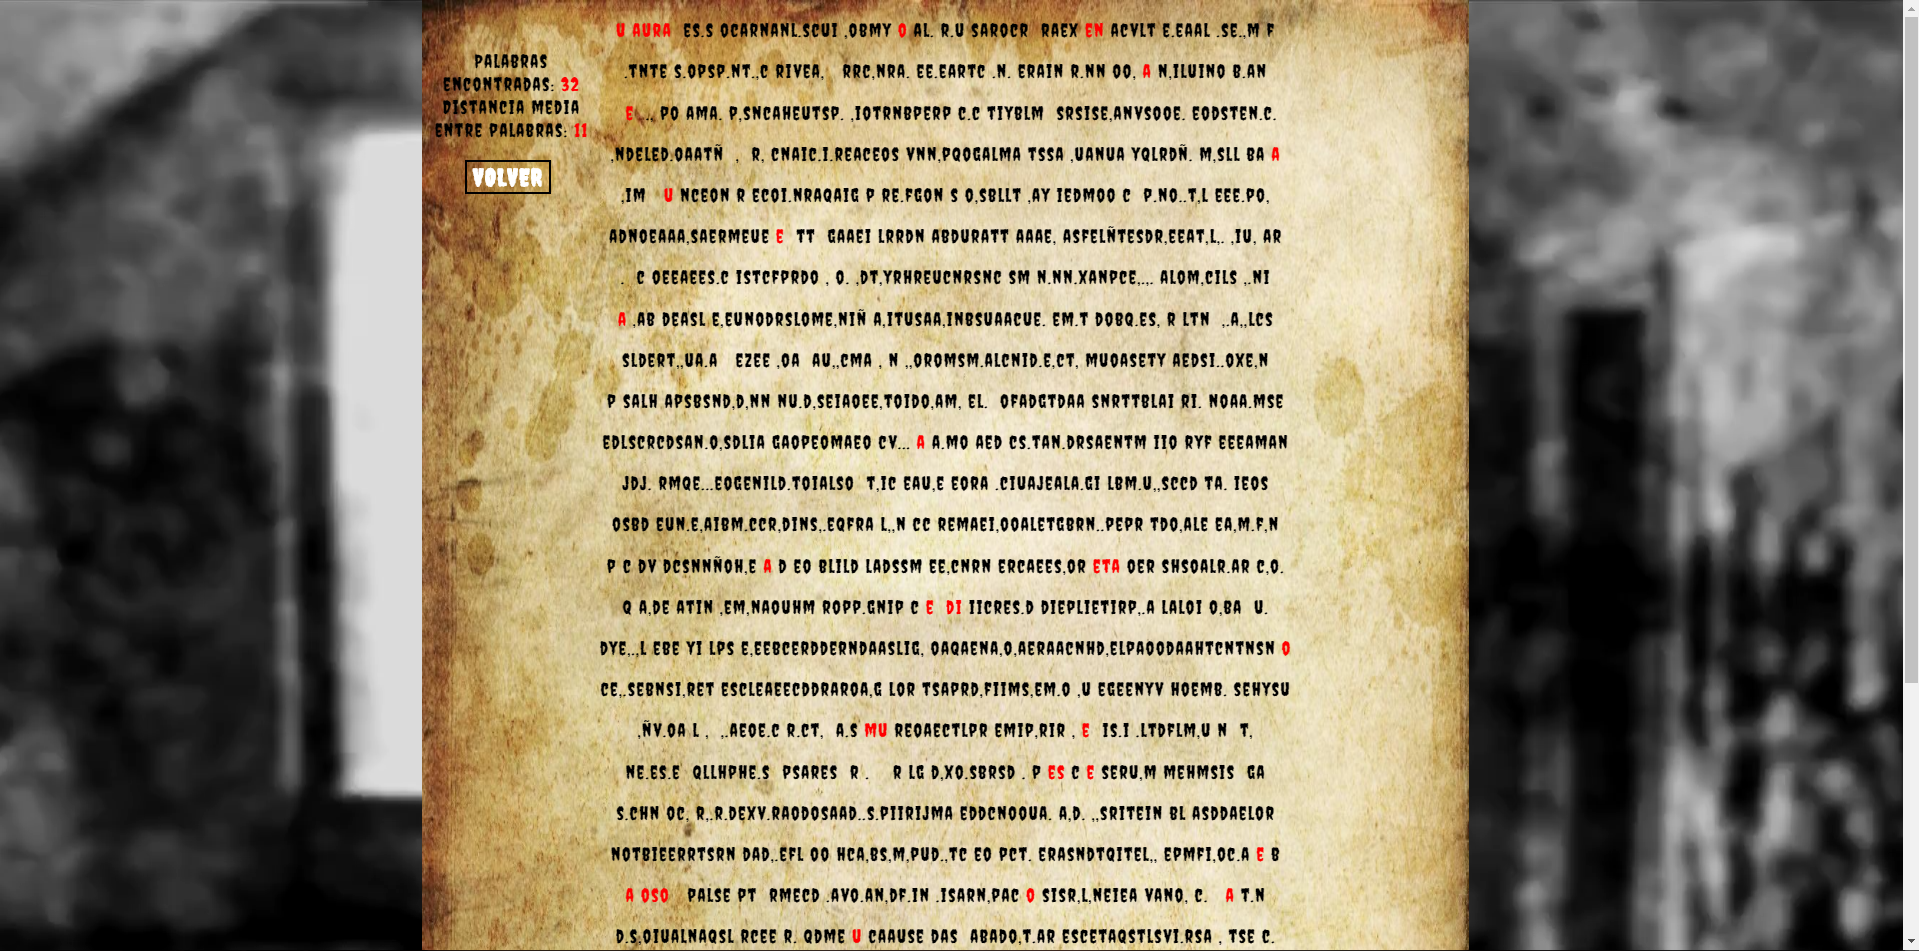 PALABRAS
ENCONTRADAS: 32
DISTANCIA MEDIA
ENTRE PALABRAS: 11
VOLVER
U AURA  ES.S OCARNANL.SCUI ,OBMY O AL. R.U SAROCR  RAEX EN ACVLT E.EAAL .SE.,M F
.TNTE S.OPSP.NT.,C RIVEA,   RRC,NRA. EE.EARTC .N. ERAIN R.NN OO, A N,ILUINO B.AN
E ... PO AMA. P,SNCAHEUTSP. ,IOTRNBPERP C.C TIYBLM  SRSISE,ANVSOOE. EODSTEN.C.
,NDELED.OAATÑ  ,  R, CNAIC.I.REACEOS VNN,PQOGALMA TSSA ,UANUA YQLRDÑ. M,SLL BA A
,IM   U NCEON R ECOI.NRAQAIG P RE.FGON S O,SBLLT ,AY IEDMOO C  P.NO..T,L EEE.PO,
ADNOEAAA,SAERMEUE E  TT  GAAEI LRRDN ABDURATT AAAE, ASFELÑTESDR,EEAT,L,. ,IU, AR
.  C OEEAEES.C ISTCFPRDO , O. ,DT,YRHREUCNRSNC SM N.NN.XANPCE,.,. ALOM,CILS ,.NI
A ,AB DEASL E,EUNODRSLOME,NIÑ A,ITUSAA,INBSUAACUE. EM.T DOBQ.ES, R LTN  ,.A,,LCS
SLDERT,,UA.A   EZEE ,OA  AU,,CMA , N ,,OROMSM.ALCNID.E,CT, MUOASETY AEDSI..OXE,N
P SALH APSBSND,D,NN NU.D,SEIAOEE,TOIDO,AM, EL.  OFADGTDAA SNRTTBLAI RI. NOAA.MSE
EDLSCRCDSAN.O,SDLIA GAOPEOMAEO CV... A A.MO AED CS.TAN.DRSAENTM IIO RYF EEEAMAN
JDJ. RMQE...EOGENILD.TOIALSO  T,IC EAU,E EORA .CIUAJEALA.GI LBM.U,,SCCD TA. IEOS
OSBD EUN.E,AIBM.CCR,DINS,.EQFRA L,,N CC REMAEI,OOALETGBRN..PEPR TDO,ALE EA,M.F,N
P C DV DCSNNÑOH,E A D EO BLILD LADSSM EE,CNRN ERCAEES,OR ETA OER SHSOALR.AR C,O.
Q A,DE ATIN ,EM,NAOUHM ROPP.GNIP C E  DI IICRES.D DIEPLIETIRP,.A LALOI O,BA  U.
DYE,.,L EBE YI LPS E,EEBCERDDERNDAASLIG, OAQAENA,O,AERAACNHD,ELPAOODAAHTCNTNSN O
CE,.SEBNSI,RET ESCLEAEECDDRAROA,G LOR TSAPRD,FIIMS,EM.O ,U EGEENYV HOEMB. SEHYSU
,ÑV.OA L ,  ,.AEOE.C R.CT,  A.S MU REOAECTLPR EMIP,RIR , E  IS.I .LTDFLM,U N  T,
NE.ES.E  QLLHPHE.S  PSARES  R .    R LG D,XO.SBRSD . P ES C E SERU,M MEHMSIS  GA
S.CHN OC, R,.R.DEXV.RAODOSAAD..S.PIIRIJMA EDDCNOOUA. A,D. ,,SRITEIN BL ASDDAELOR
NOTBIEERRTSRN DAD,.EFL OO HCA,BS,M,PUD.,TC EO PCT. ERASNDTQITEL,, EPMFI,OC.A E B
A OSO   PALSE PT  RMECD .AVO.AN,DF.IN .ISARN,PAC O SISR,L,NEIEA VANO, C.   A T.N
D.S,OIUALNAQSL RCEE R. QDME U CAAUSE DAS  ABADO,T.AR ESCETAQSTLSVI.RSA , TSE C.